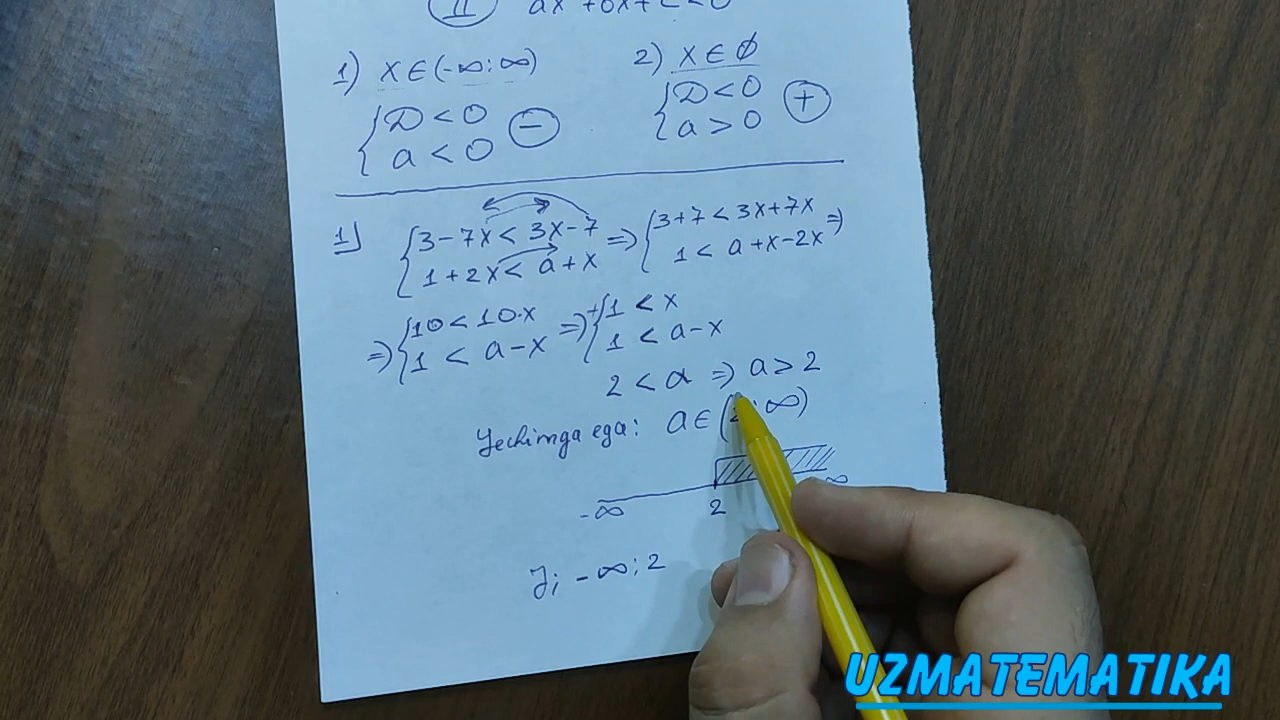 II ax²+bx+c<0
1) x∈(-∞;∞) 2) x∈∅
{D<0 a<0 ⊖ {D<0 a>0 ⊕
1) {3-7x<3x-7 => {3+7<3x+7x =>
{1+2x<a+x {1<a+x-2x
=> {10<10·x => +{1<x
{1<a-x {1<a-x
2<a => a>2
Yechimga ega: a∈(2;∞)
-∞ 2 ∞
J; -∞;2
UZMATEMATIKA